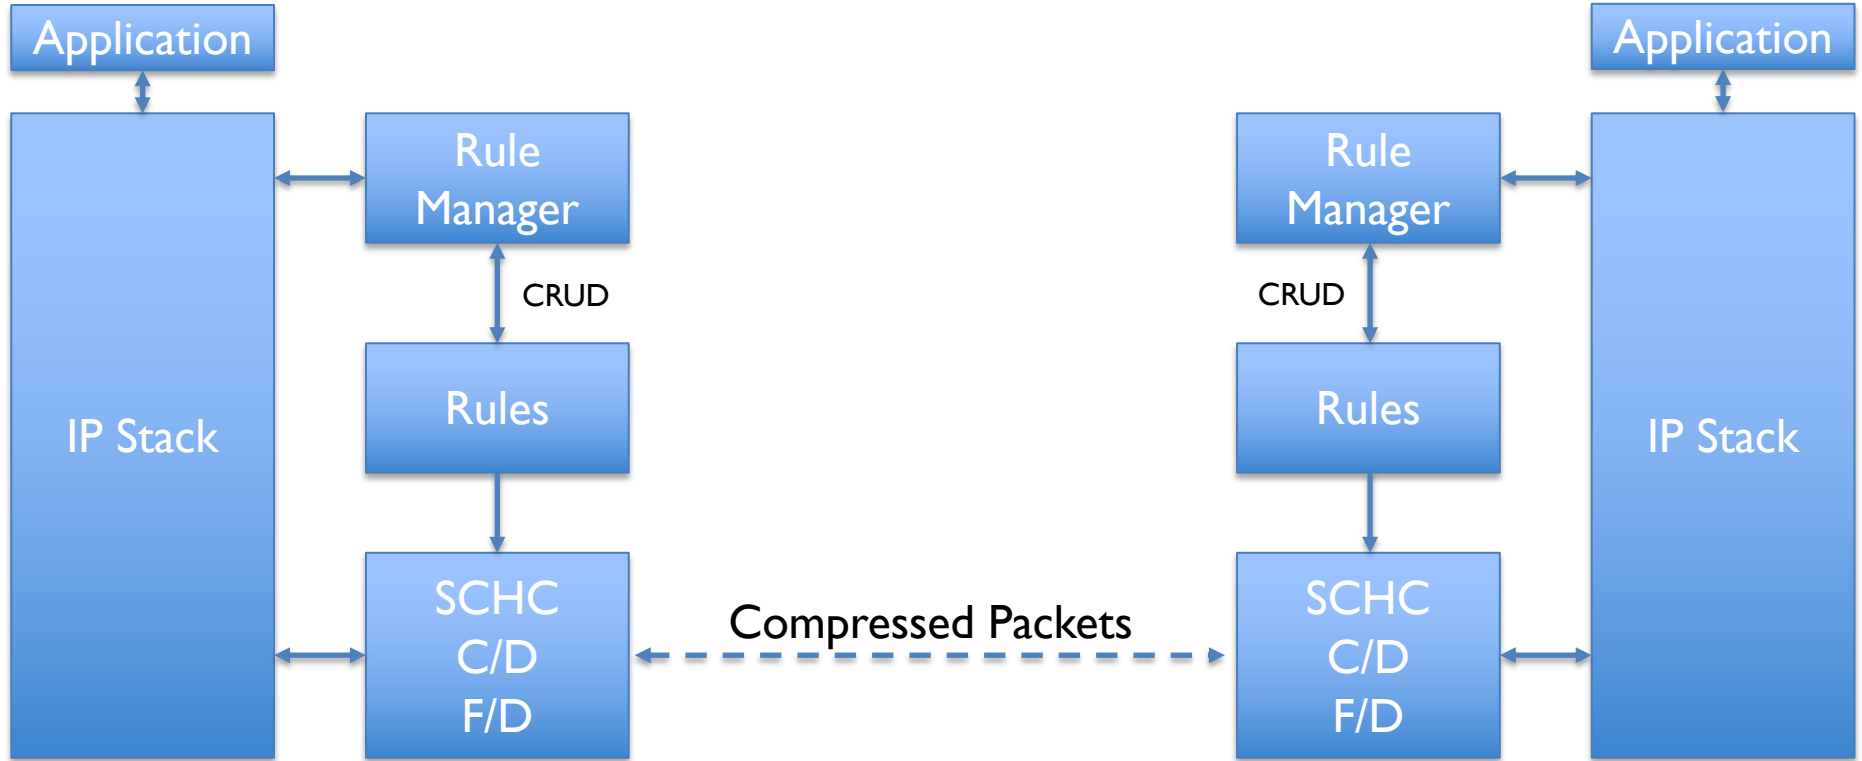 Application
Application
Rule
Manager
Rule
Manager
CRUD
CRUD
IP Stack
Rules
Rules
IP Stack
SCHC
C/D
F/D
Compressed Packets
SCHC
C/D
F/D